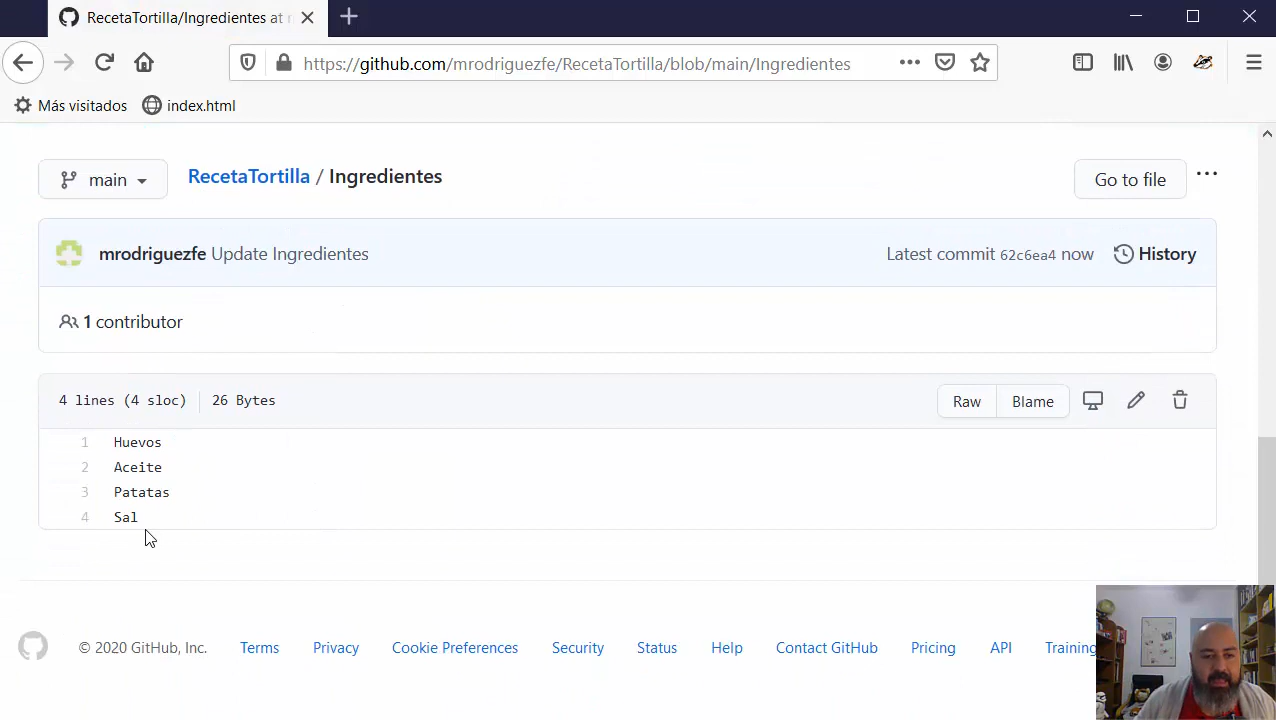 RecetaTortilla/Ingredientes at
https://github.com/mrodriguezfe/RecetaTortilla/blob/main/Ingredientes
Más visitados index.html
main RecetaTortilla / Ingredientes Go to file
mrodriguezfe Update Ingredientes Latest commit 62c6ea4 now History
1 contributor
4 lines (4 sloc) 26 Bytes Raw Blame
1 Huevos
2 Aceite
3 Patatas
4 Sal
© 2020 GitHub, Inc. Terms Privacy Cookie Preferences Security Status Help Contact GitHub Pricing API Training